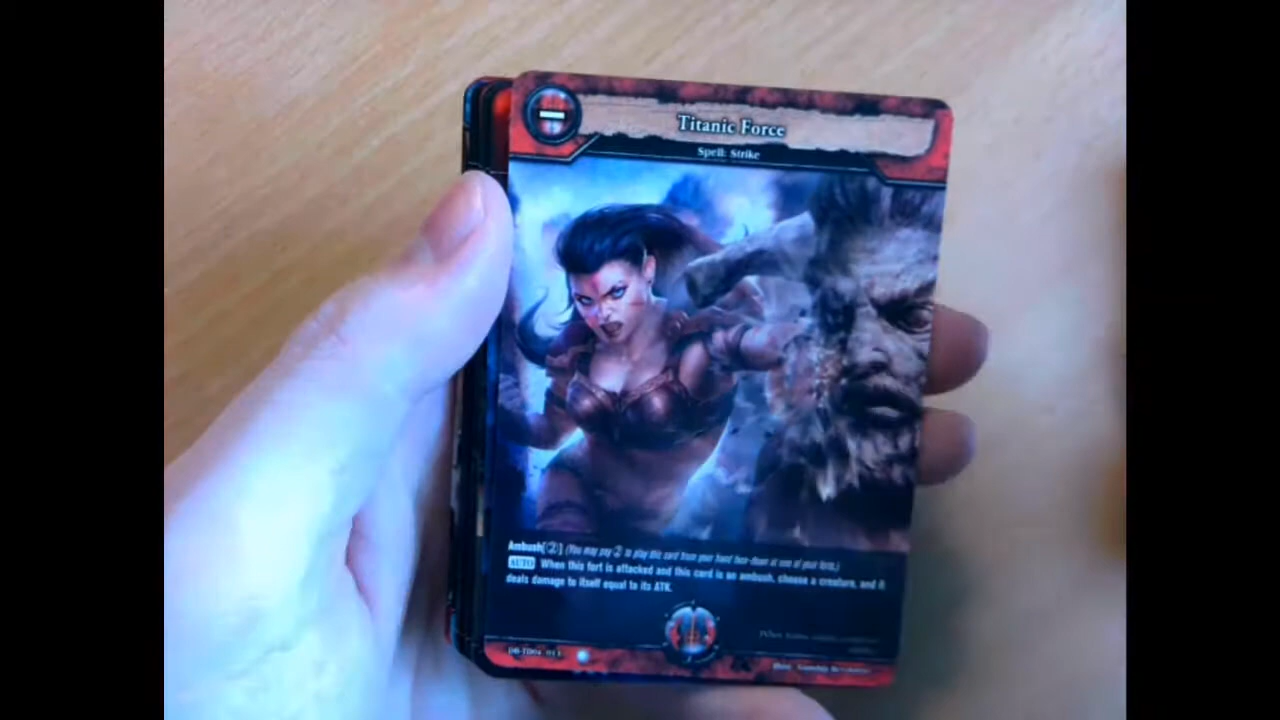 Titanic Force
Spell: Strike
Ambush[②] (You may pay ② to play this card from your hand face-down at one of your forts.)
AUTO When this fort is attacked and this card is an ambush, choose a creature, and it
deals damage to itself equal to its ATK.